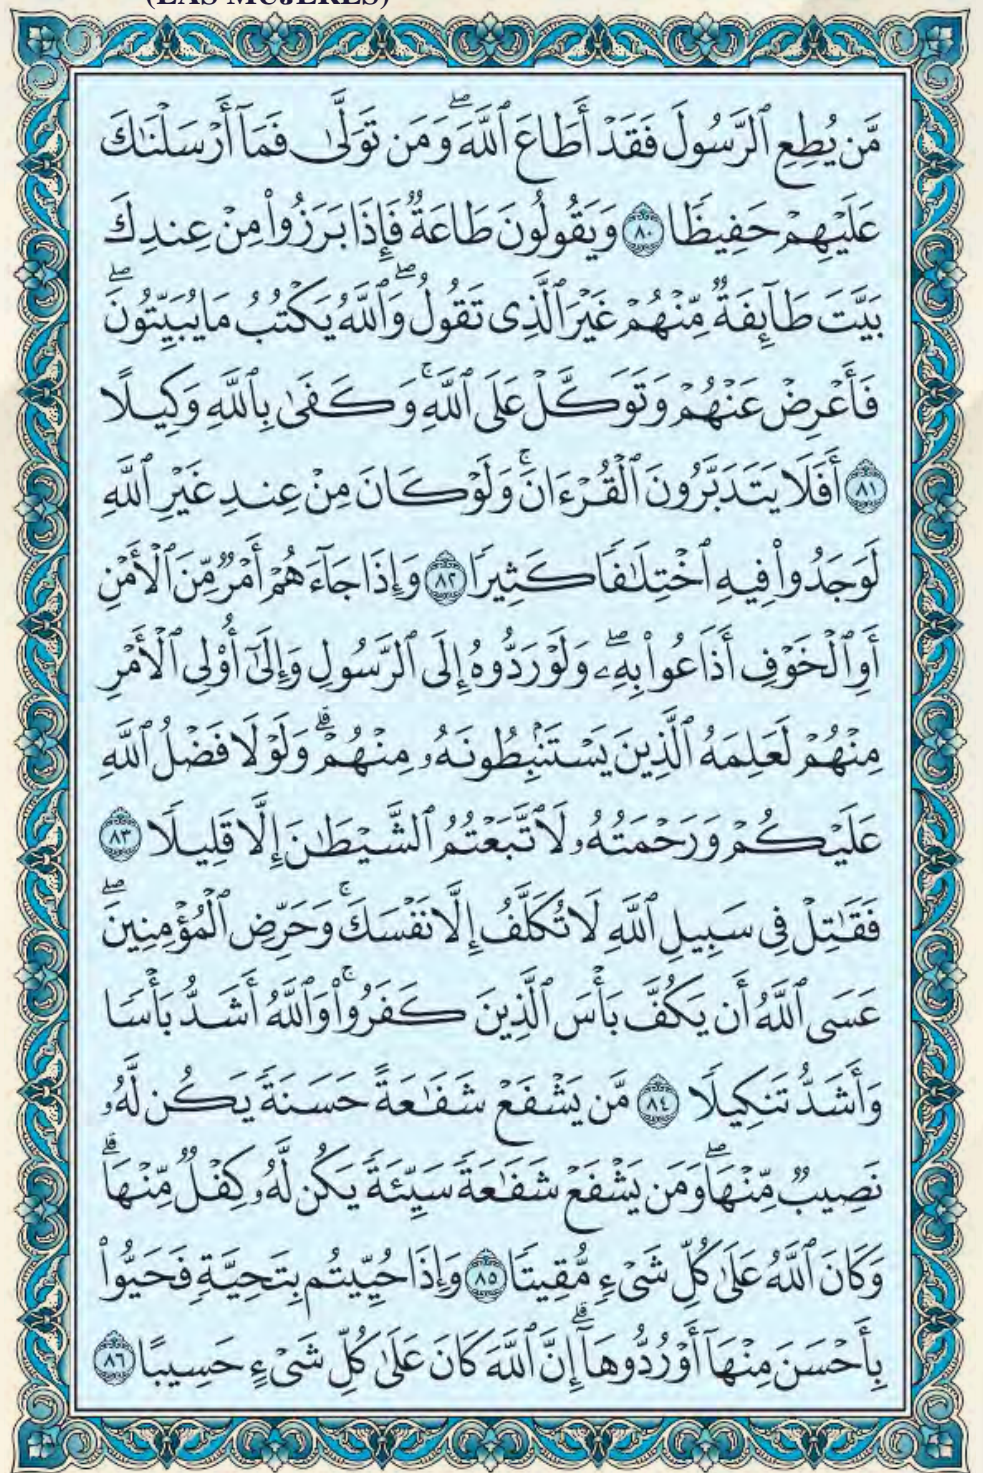 (LAS MUJERES)
مَّن يُطِعِ ٱلرَّسُولَ فَقَدْ أَطَاعَ ٱللَّهَۖ وَمَن تَوَلَّىٰ فَمَآ أَرْسَلْنَٰكَ
عَلَيْهِمْ حَفِيظًا ٨٠ وَيَقُولُونَ طَاعَةٌ فَإِذَا بَرَزُوا۟ مِنْ عِندِكَ
بَيَّتَ طَآئِفَةٌ مِّنْهُمْ غَيْرَ ٱلَّذِى تَقُولُۖ وَٱللَّهُ يَكْتُبُ مَا يُبَيِّتُونَۖ
فَأَعْرِضْ عَنْهُمْ وَتَوَكَّلْ عَلَى ٱللَّهِۚ وَكَفَىٰ بِٱللَّهِ وَكِيلًا
٨١ أَفَلَا يَتَدَبَّرُونَ ٱلْقُرْءَانَۚ وَلَوْ كَانَ مِنْ عِندِ غَيْرِ ٱللَّهِ
لَوَجَدُوا۟ فِيهِ ٱخْتِلَٰفًا كَثِيرًا ٨٢ وَإِذَا جَآءَهُمْ أَمْرٌ مِّنَ ٱلْأَمْنِ
أَوِ ٱلْخَوْفِ أَذَاعُوا۟ بِهِۦۖ وَلَوْ رَدُّوهُ إِلَى ٱلرَّسُولِ وَإِلَىٰٓ أُو۟لِى ٱلْأَمْرِ
مِنْهُمْ لَعَلِمَهُ ٱلَّذِينَ يَسْتَنۢبِطُونَهُۥ مِنْهُمْۗ وَلَوْلَا فَضْلُ ٱللَّهِ
عَلَيْكُمْ وَرَحْمَتُهُۥ لَٱتَّبَعْتُمُ ٱلشَّيْطَٰنَ إِلَّا قَلِيلًا ٨٣
فَقَٰتِلْ فِى سَبِيلِ ٱللَّهِ لَا تُكَلَّفُ إِلَّا نَفْسَكَۚ وَحَرِّضِ ٱلْمُؤْمِنِينَۖ
عَسَى ٱللَّهُ أَن يَكُفَّ بَأْسَ ٱلَّذِينَ كَفَرُوا۟ۚ وَٱللَّهُ أَشَدُّ بَأْسًا
وَأَشَدُّ تَنكِيلًا ٨٤ مَّن يَشْفَعْ شَفَٰعَةً حَسَنَةً يَكُن لَّهُۥ
نَصِيبٌ مِّنْهَاۖ وَمَن يَشْفَعْ شَفَٰعَةً سَيِّئَةً يَكُن لَّهُۥ كِفْلٌ مِّنْهَاۗ
وَكَانَ ٱللَّهُ عَلَىٰ كُلِّ شَىْءٍ مُّقِيتًا ٨٥ وَإِذَا حُيِّيتُم بِتَحِيَّةٍ فَحَيُّوا۟
بِأَحْسَنَ مِنْهَآ أَوْ رُدُّوهَآۗ إِنَّ ٱللَّهَ كَانَ عَلَىٰ كُلِّ شَىْءٍ حَسِيبًا ٨٦